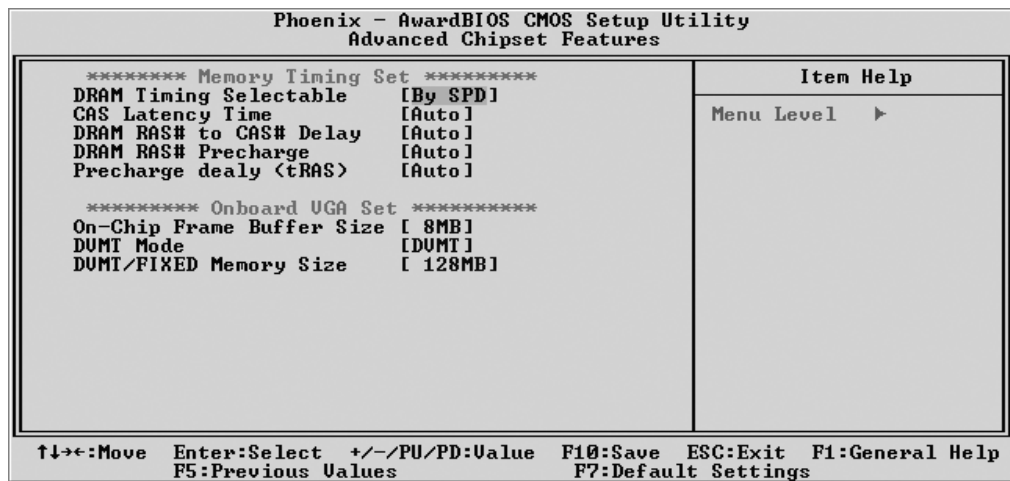 Phoenix - AwardBIOS CMOS Setup Utility
Advanced Chipset Features
******** Memory Timing Set *********
DRAM Timing Selectable [By SPD]
CAS Latency Time [Auto]
DRAM RAS# to CAS# Delay [Auto]
DRAM RAS# Precharge [Auto]
Precharge dealy (tRAS) [Auto]
********* Onboard VGA Set **********
On-Chip Frame Buffer Size [ 8MB]
DVMT Mode [DVMT]
DVMT/FIXED Memory Size [ 128MB]
Item Help
Menu Level ►
↑↓→←:Move Enter:Select +/-/PU/PD:Value F10:Save ESC:Exit F1:General Help
F5:Previous Values F7:Default Settings